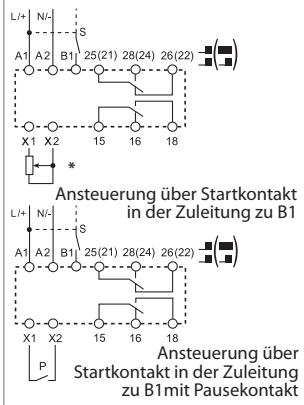 L/+ N/-
S
A1 A2 B1 25(21) 28(24) 26(22)
15 16 18
X1 X2
*
Ansteuerung über Startkontakt
in der Zuleitung zu B1
L/+ N/-
S
A1 A2 B1 25(21) 28(24) 26(22)
15 16 18
X1 X2
P
Ansteuerung über
Startkontakt in der Zuleitung
zu B1mit Pausekontakt